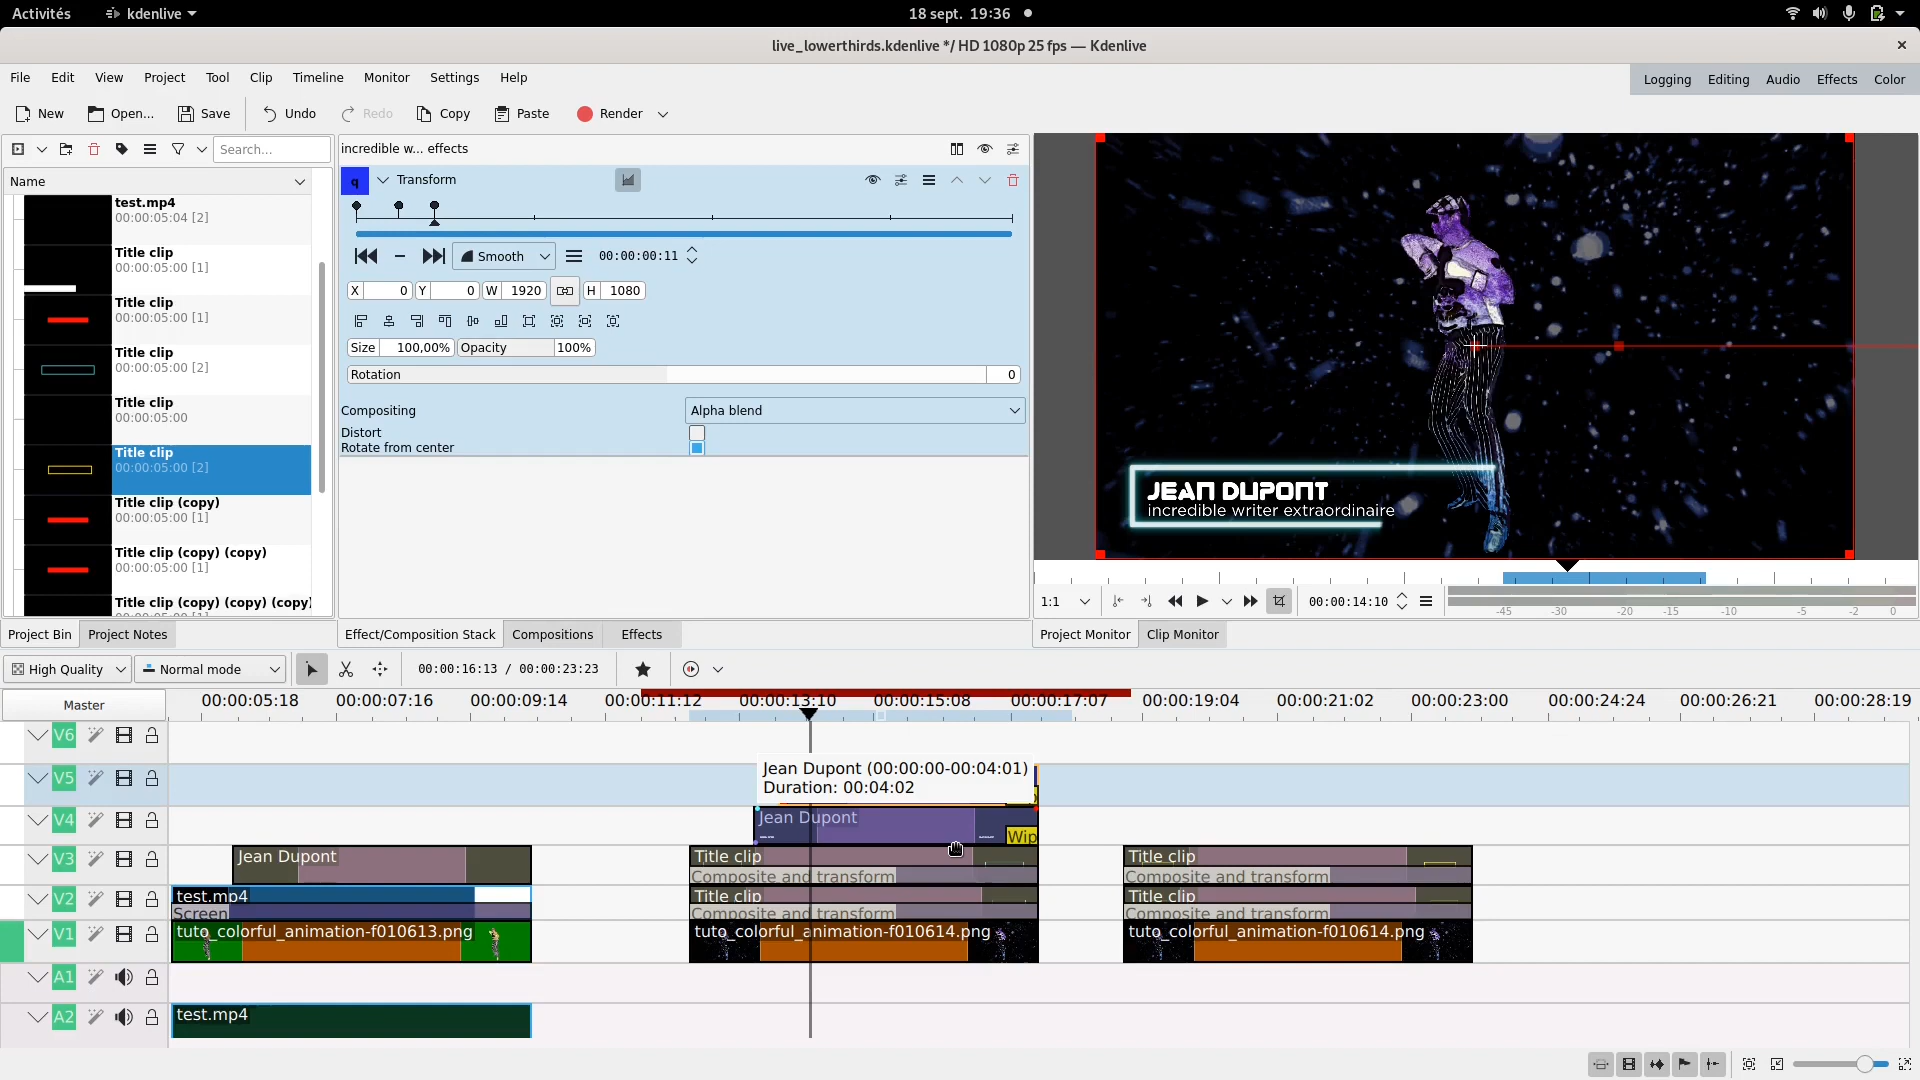 Activités
kdenlive
18 sept. 19:36
live_lowerthirds.kdenlive */ HD 1080p 25 fps — Kdenlive
File Edit View Project Tool Clip Timeline Monitor Settings Help
Logging Editing Audio Effects Color
New Open... Save Undo Redo Copy Paste Render
Search...
Name
test.mp4
00:00:05:04 [2]
Title clip
00:00:05:00 [1]
Title clip
00:00:05:00 [1]
Title clip
00:00:05:00 [2]
Title clip
00:00:05:00
Title clip
00:00:05:00 [2]
Title clip (copy)
00:00:05:00 [1]
Title clip (copy) (copy)
00:00:05:00 [1]
Title clip (copy) (copy) (copy)
Project Bin Project Notes
incredible w... effects
q Transform
Smooth 00:00:00:11
X 0 Y 0 W 1920 H 1080
Size 100,00% Opacity 100%
Rotation 0
Compositing Alpha blend
Distort
Rotate from center
Effect/Composition Stack Compositions Effects
JEAN DUPONT
incredible writer extraordinaire
1:1 00:00:14:10
-45 -30 -20 -15 -10 -5 -2 0
Project Monitor Clip Monitor
High Quality Normal mode 00:00:16:13 / 00:00:23:23
Master
00:00:05:18 00:00:07:16 00:00:09:14 00:00:11:12 00:00:13:10 00:00:15:08 00:00:17:07 00:00:19:04 00:00:21:02 00:00:23:00 00:00:24:24 00:00:26:21 00:00:28:19
V6
V5
Jean Dupont (00:00:00-00:04:01)
Duration: 00:04:02
V4 Jean Dupont
Wip
V3 Jean Dupont Title clip Title clip
Composite and transform Composite and transform
V2 test.mp4 Title clip Title clip
Screen Composite and transform Composite and transform
V1 tuto_colorful_animation-f010613.png tuto_colorful_animation-f010614.png tuto_colorful_animation-f010614.png
A1
A2 test.mp4